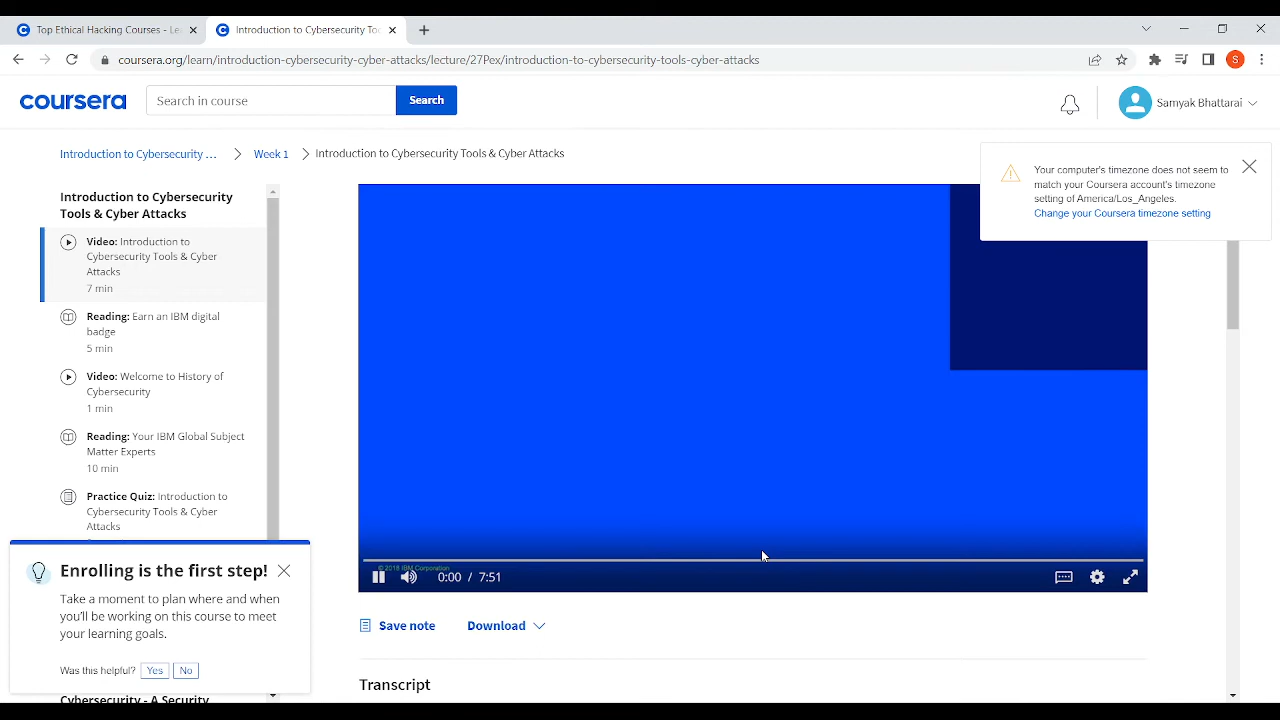 Top Ethical Hacking Courses - Le
Introduction to Cybersecurity To
coursera.org/learn/introduction-cybersecurity-cyber-attacks/lecture/27Pex/introduction-to-cybersecurity-tools-cyber-attacks
S
coursera
Search in course
Search
Samyak Bhattarai
Introduction to Cybersecurity ...
Week 1
Introduction to Cybersecurity Tools & Cyber Attacks
Your computer's timezone does not seem to
match your Coursera account's timezone
setting of America/Los_Angeles.
Change your Coursera timezone setting
Introduction to Cybersecurity
Tools & Cyber Attacks
Video: Introduction to
Cybersecurity Tools & Cyber
Attacks
7 min
Reading: Earn an IBM digital
badge
5 min
Video: Welcome to History of
Cybersecurity
1 min
Reading: Your IBM Global Subject
Matter Experts
10 min
Practice Quiz: Introduction to
Cybersecurity Tools & Cyber
Attacks
Enrolling is the first step!
Take a moment to plan where and when
you'll be working on this course to meet
your learning goals.
Was this helpful? Yes No
Cybersecurity - A Security
© 2018 IBM Corporation
0:00 / 7:51
Save note
Download
Transcript